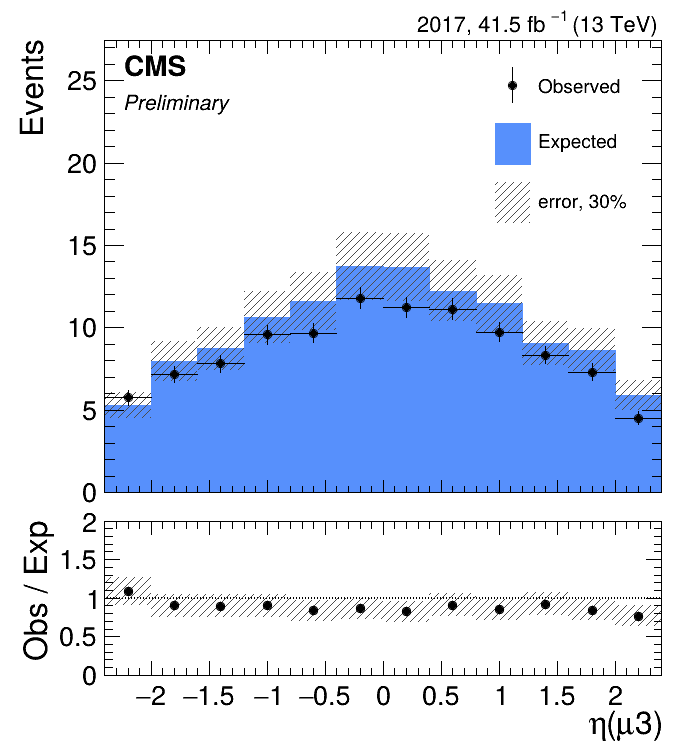 2017, 41.5 fb⁻¹ (13 TeV)
CMS
Preliminary
Observed
Expected
error, 30%
Events
25
20
15
10
5
0
Obs / Exp
2
1.5
1
0.5
0
−2 −1.5 −1 −0.5 0 0.5 1 1.5 2
η(μ3)